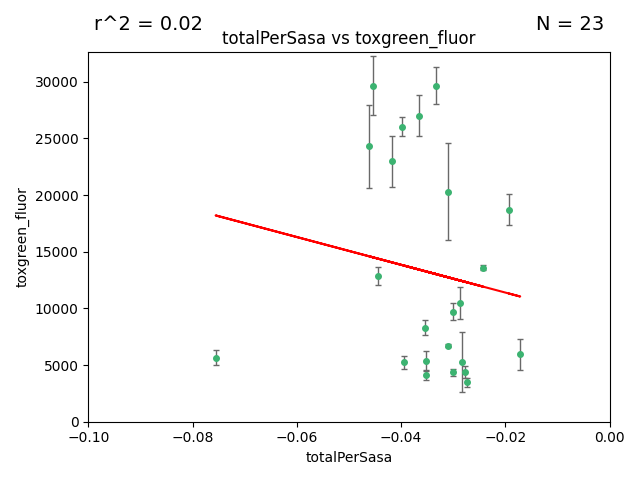 r^2 = 0.02
N = 23
totalPerSasa vs toxgreen_fluor
toxgreen_fluor
30000
25000
20000
15000
10000
5000
0
−0.10
−0.08
−0.06
−0.04
−0.02
0.00
totalPerSasa